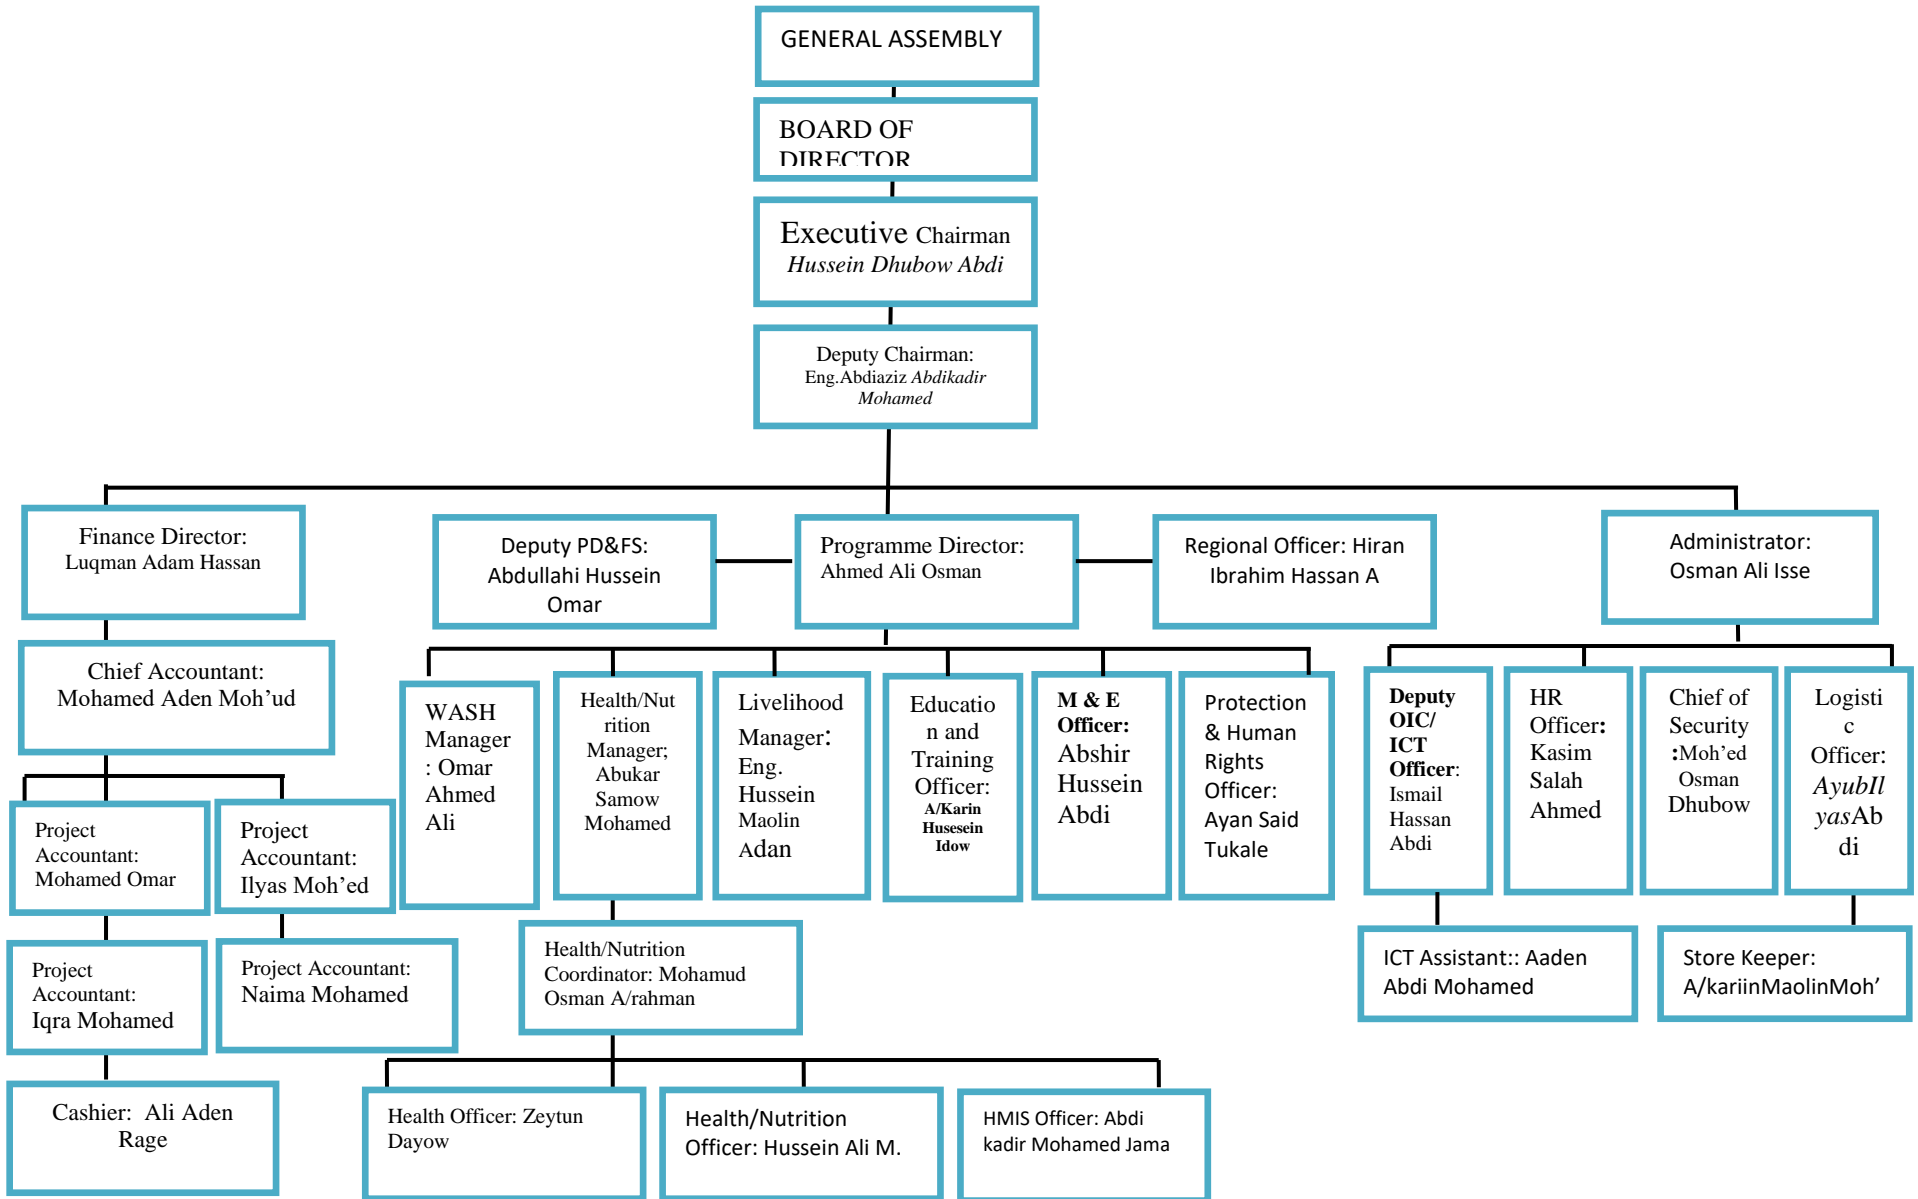 GENERAL ASSEMBLY
BOARD OF
DIRECTOR
Executive Chairman
Hussein Dhubow Abdi
Deputy Chairman:
Eng.Abdiaziz Abdikadir
Mohamed
Finance Director:
Luqman Adam Hassan
Deputy PD&FS:
Abdullahi Hussein
Omar
Programme Director:
Ahmed Ali Osman
Regional Officer: Hiran
Ibrahim Hassan A
Administrator:
Osman Ali Isse
Chief Accountant:
Mohamed Aden Moh’ud
WASH
Manager
: Omar
Ahmed
Ali
Health/Nut
rition
Manager;
Abukar
Samow
Mohamed
Livelihood
Manager:
Eng.
Hussein
Maolin
Adan
Educatio
n and
Training
Officer:
A/Karin
Husesein
Idow
M & E
Officer:
Abshir
Hussein
Abdi
Protection
& Human
Rights
Officer:
Ayan Said
Tukale
Deputy
OIC/
ICT
Officer:
Ismail
Hassan
Abdi
HR
Officer:
Kasim
Salah
Ahmed
Chief of
Security
:Moh’ed
Osman
Dhubow
Logisti
c
Officer:
AyubIl
yasAb
di
Project
Accountant:
Mohamed Omar
Project
Accountant:
Ilyas Moh’ed
Project
Accountant:
Iqra Mohamed
Project Accountant:
Naima Mohamed
Health/Nutrition
Coordinator: Mohamud
Osman A/rahman
ICT Assistant:: Aaden
Abdi Mohamed
Store Keeper:
A/kariinMaolinMoh’
Cashier:  Ali Aden
Rage
Health Officer: Zeytun
Dayow
Health/Nutrition
Officer: Hussein Ali M.
HMIS Officer: Abdi
kadir Mohamed Jama